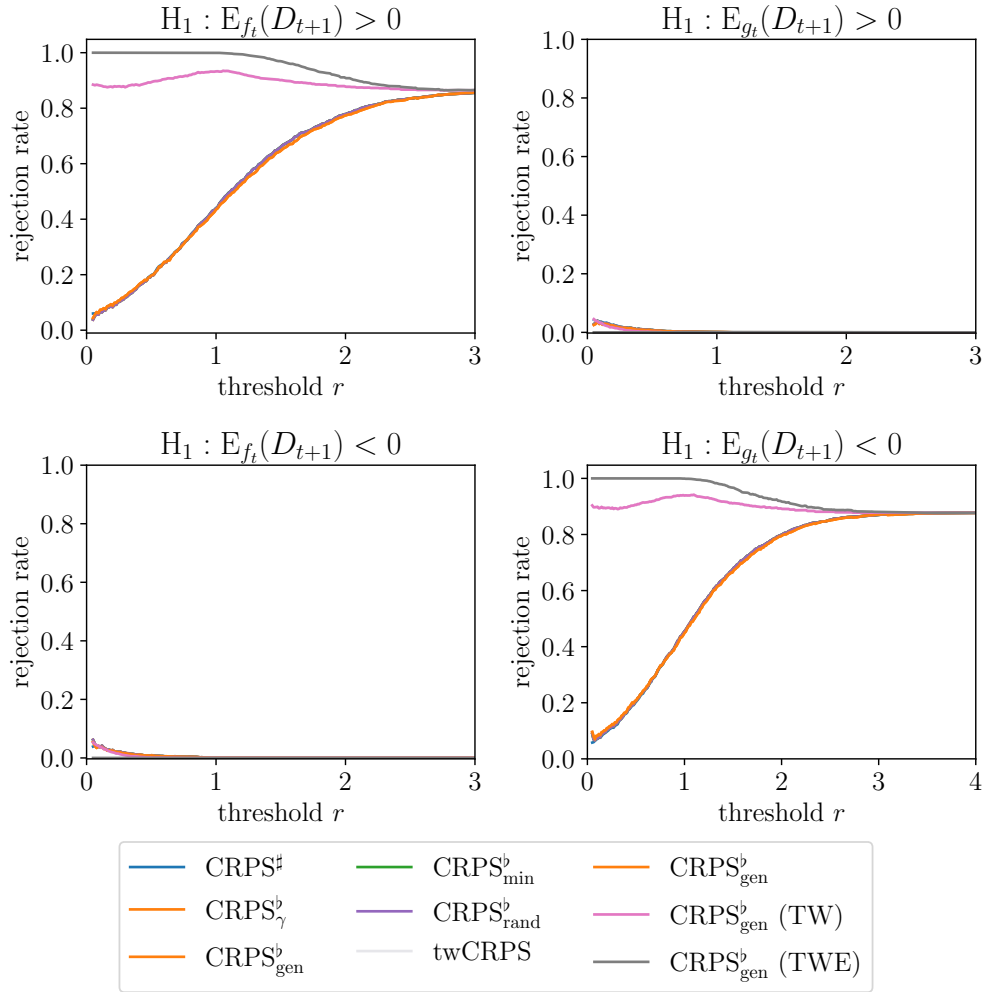 H₁ : E_{f_t}(D_{t+1}) > 0
1.0
0.8
0.6
0.4
0.2
0.0
rejection rate
0 1 2 3
threshold r
H₁ : E_{g_t}(D_{t+1}) > 0
1.0
0.8
0.6
0.4
0.2
0.0
rejection rate
0 1 2 3
threshold r
H₁ : E_{f_t}(D_{t+1}) < 0
1.0
0.8
0.6
0.4
0.2
0.0
rejection rate
0 1 2 3
threshold r
H₁ : E_{g_t}(D_{t+1}) < 0
1.0
0.8
0.6
0.4
0.2
0.0
rejection rate
0 1 2 3 4
threshold r
CRPS^♯
CRPS^♭_γ
CRPS^♭_gen
CRPS^♭_min
CRPS^♭_rand
twCRPS
CRPS^♭_gen
CRPS^♭_gen (TW)
CRPS^♭_gen (TWE)